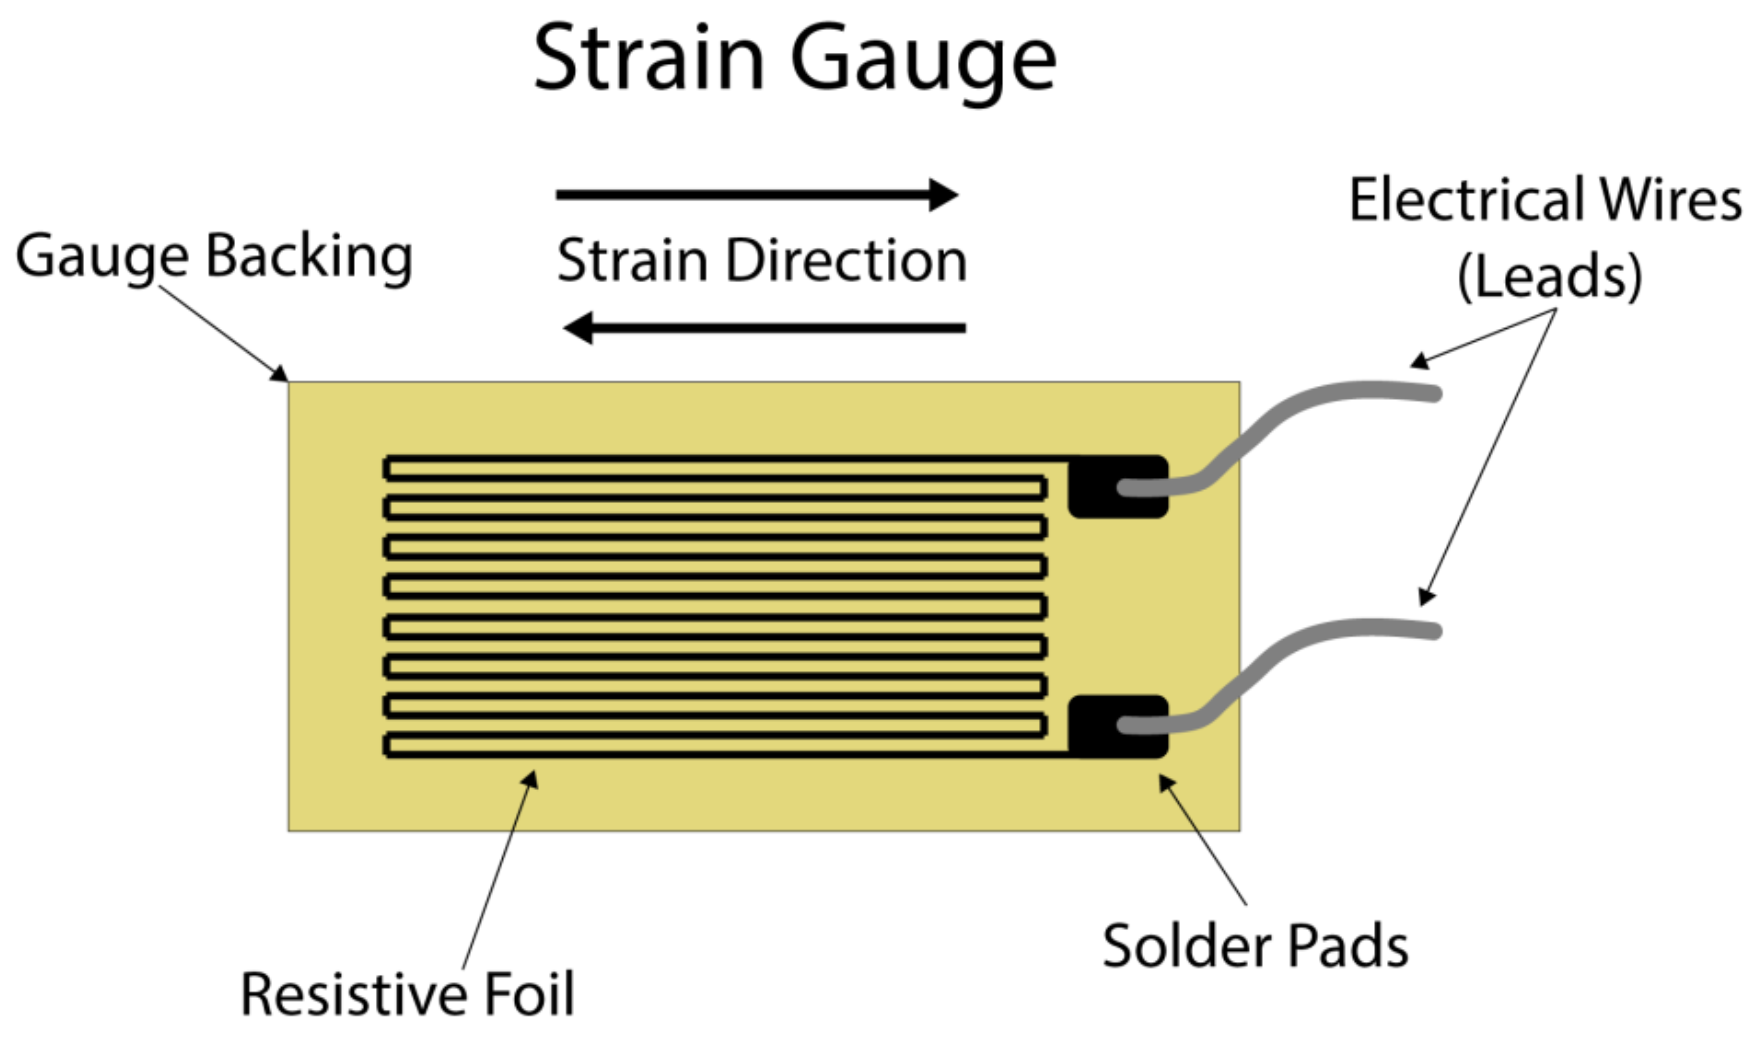 Strain Gauge
Gauge Backing
Strain Direction
Electrical Wires
(Leads)
Resistive Foil
Solder Pads